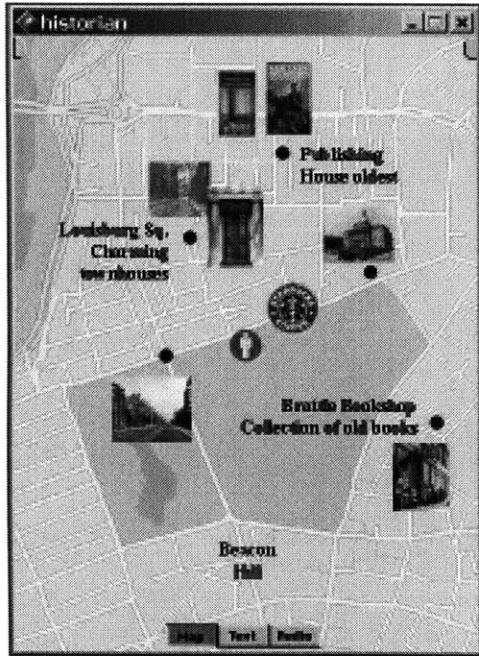 historian
Publishing
House oldest
Louisburg Sq.
Charming
townhouses
Brattle Bookshop
Collection of old books
Beacon
Hill
Map Text Radio